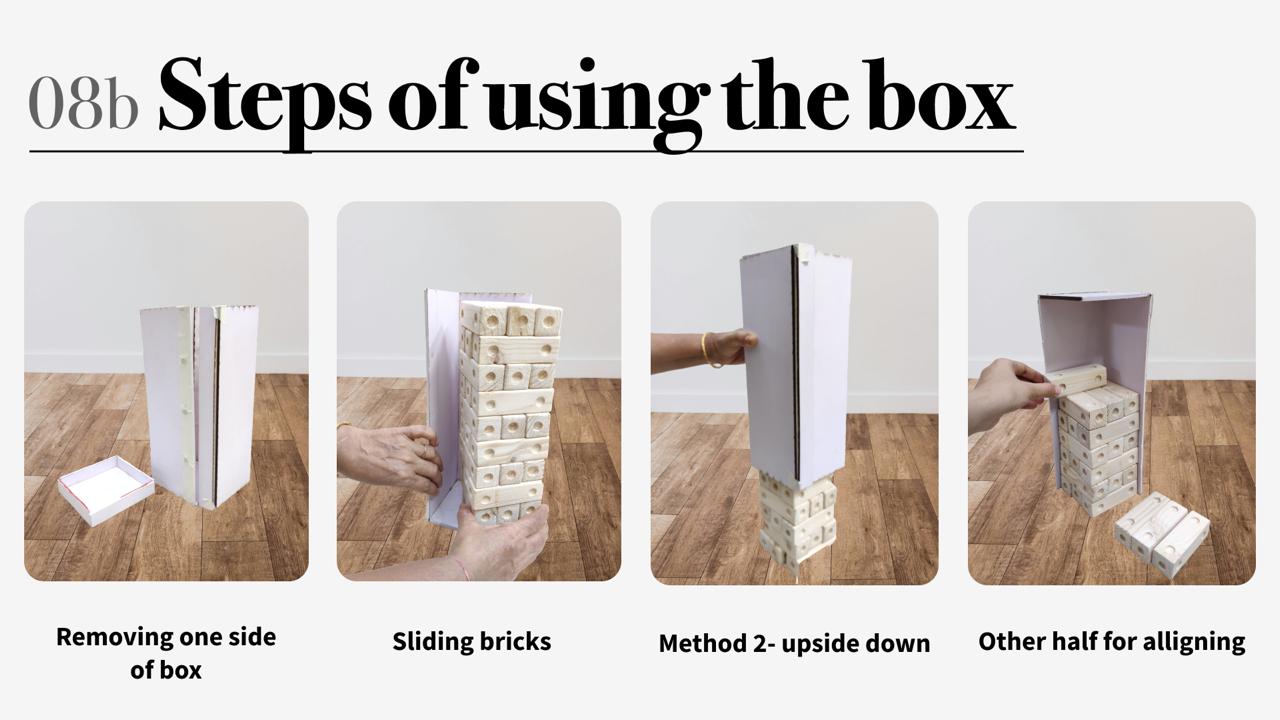 08b Steps of using the box
Removing one side
of box
Sliding bricks
Method 2- upside down
Other half for alligning